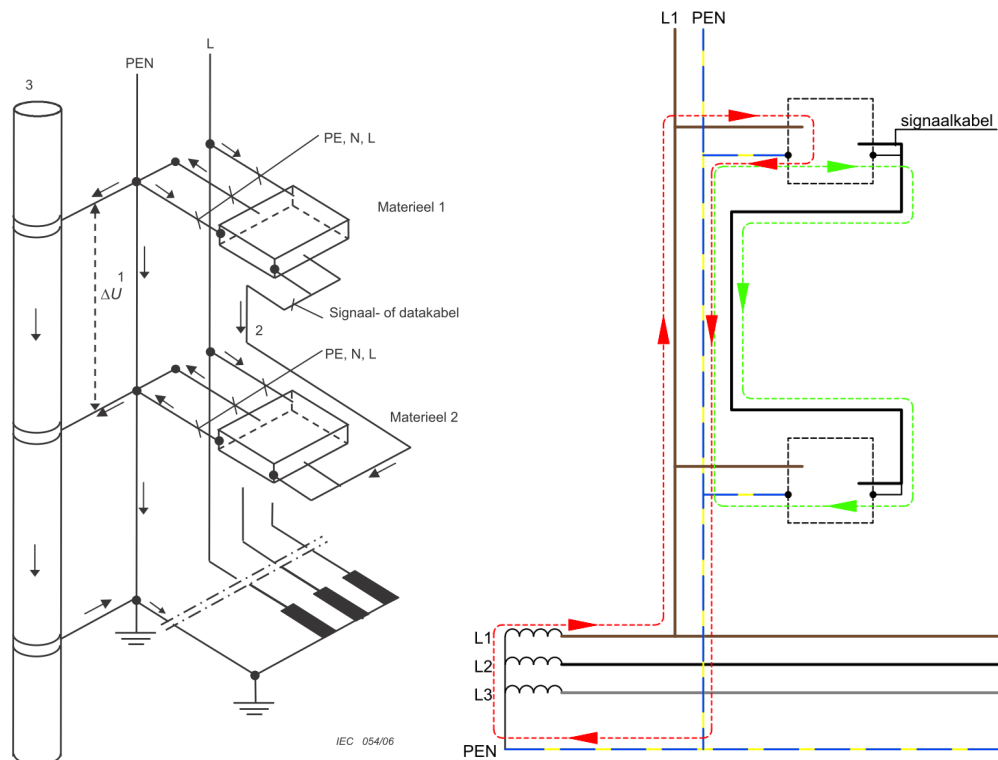 L
PEN
3
PE, N, L
Materieel 1
1
ΔU
Signaal- of datakabel
2
PE, N, L
Materieel 2
IEC 054/06
L1 PEN
signaalkabel
L1
L2
L3
PEN